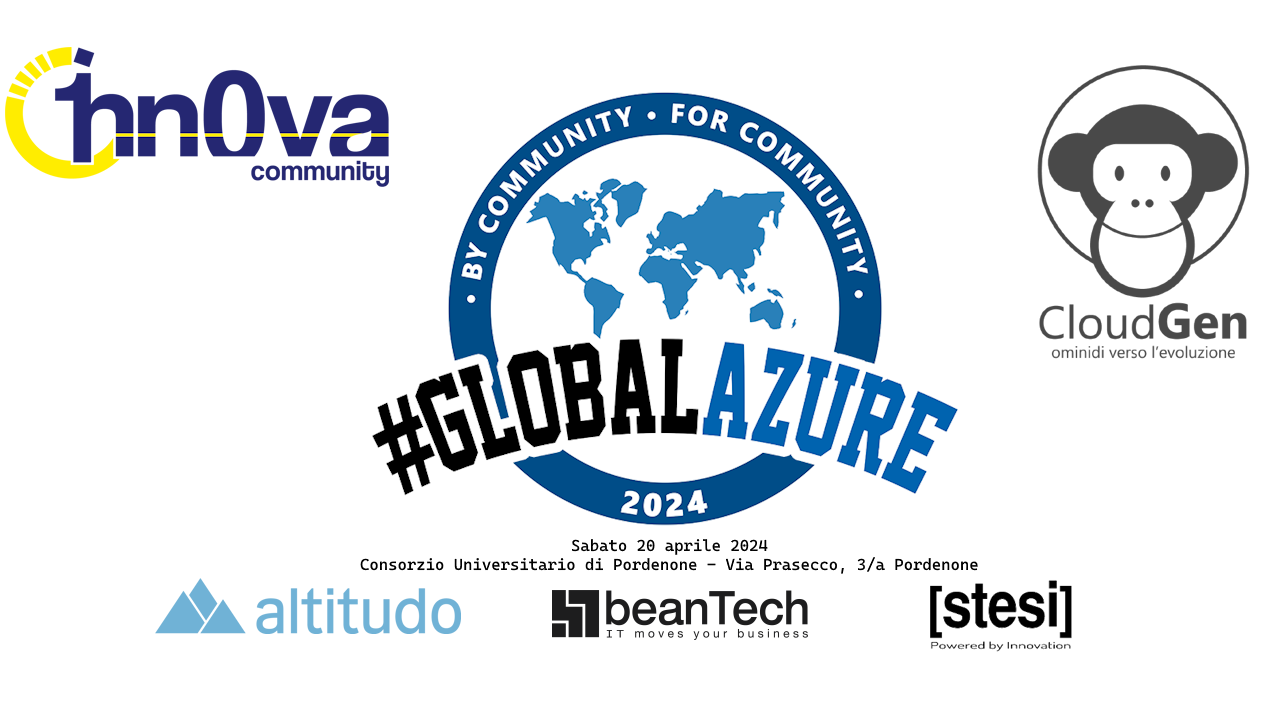 1nn0va
community
• BY COMMUNITY • FOR COMMUNITY •
#GLOBALAZURE
2024
CloudGen
ominidi verso l'evoluzione
Sabato 20 aprile 2024
Consorzio Universitario di Pordenone – Via Prasecco, 3/a Pordenone
altitudo
beanTech
IT moves your business
[stesi]
Powered by Innovation